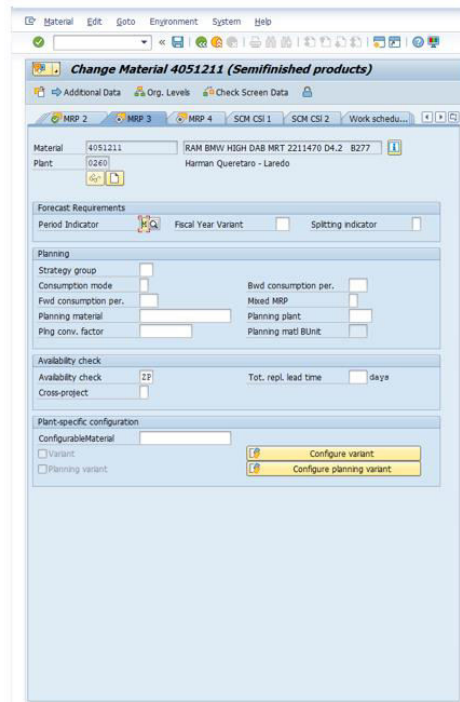 Material Edit Goto Environment System Help
Change Material 4051211 (Semifinished products)
Additional Data Org. Levels Check Screen Data
MRP 2 MRP 3 MRP 4 SCM CSI 1 SCM CSI 2 Work schedu...
Material 4051211 RAM BMW HIGH DAB MRT 2211470 D4.2 B277
Plant 0260 Harman Queretaro - Laredo
Forecast Requirements
Period Indicator M Fiscal Year Variant Splitting indicator
Planning
Strategy group
Consumption mode Bwd consumption per.
Fwd consumption per. Mixed MRP
Planning material Planning plant
Plng conv. factor Planning matl BUnit
Availability check
Availability check ZP Tot. repl. lead time days
Cross-project
Plant-specific configuration
ConfigurableMaterial
Variant Configure variant
Planning variant Configure planning variant